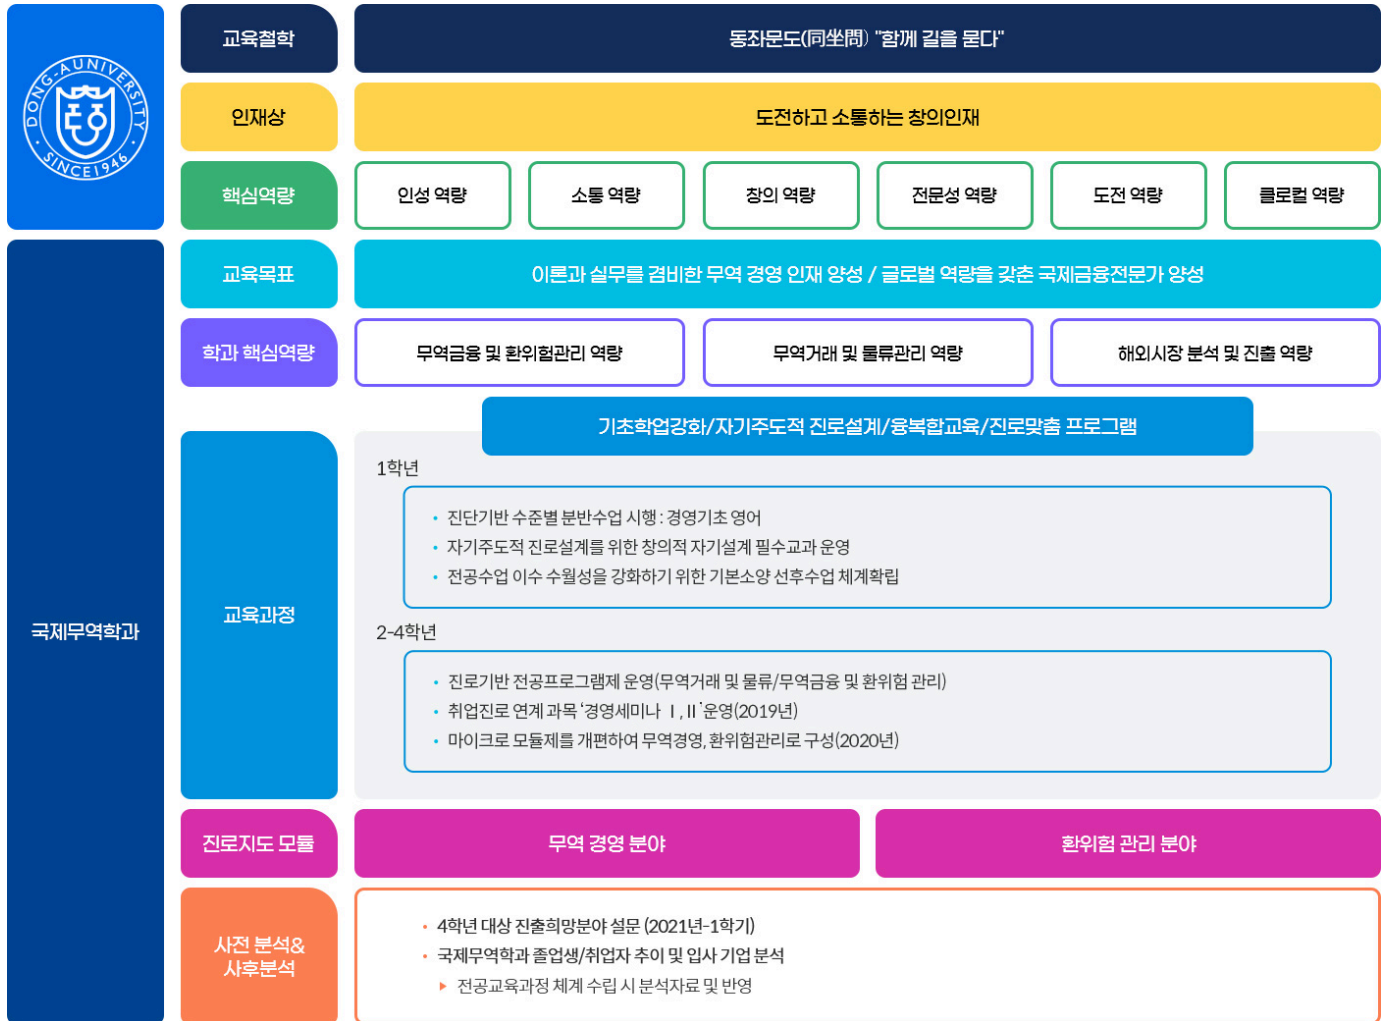 DONG-A UNIVERSITY
SINCE 1946
교육철학
동좌문도(同坐問) "함께 길을 묻다"
인재상
도전하고 소통하는 창의인재
핵심역량
인성 역량
소통 역량
창의 역량
전문성 역량
도전 역량
글로컬 역량
국제무역학과
교육목표
이론과 실무를 겸비한 무역 경영 인재 양성 / 글로벌 역량을 갖춘 국제금융전문가 양성
학과 핵심역량
무역금융 및 환위험관리 역량
무역거래 및 물류관리 역량
해외시장 분석 및 진출 역량
교육과정
기초학업강화/자기주도적 진로설계/융복합교육/진로맞춤 프로그램
1학년
• 진단기반 수준별 분반수업 시행 : 경영기초 영어
• 자기주도적 진로설계를 위한 창의적 자기설계 필수교과 운영
• 전공수업 이수 수월성을 강화하기 위한 기본소양 선후수업 체계확립
2-4학년
• 진로기반 전공프로그램제 운영(무역거래 및 물류/무역금융 및 환위험 관리)
• 취업진로 연계 과목 ‘경영세미나 Ⅰ, II ’운영(2019년)
• 마이크로 모듈제를 개편하여 무역경영, 환위험관리로 구성(2020년)
진로지도 모듈
무역 경영 분야
환위험 관리 분야
사전 분석&
사후분석
• 4학년 대상 진출희망분야 설문 (2021년-1학기)
• 국제무역학과 졸업생/취업자 추이 및 입사 기업 분석
▶ 전공교육과정 체계 수립 시 분석자료 및 반영